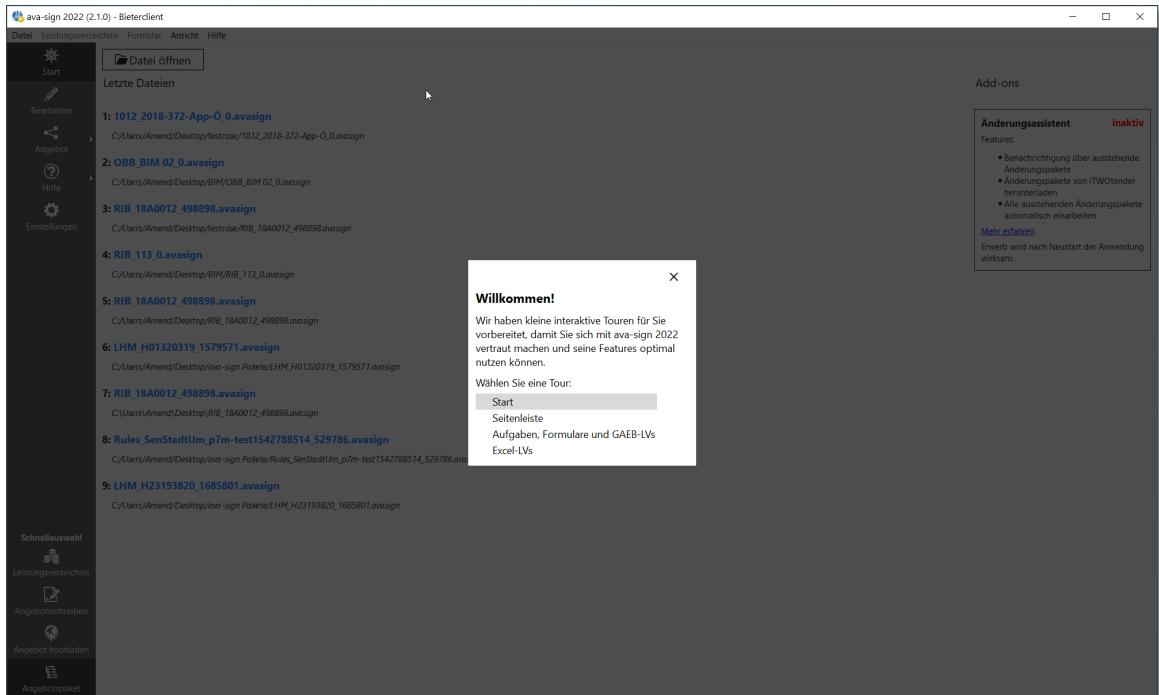 ava-sign 2022 (2.1.0) - Bieterclient
Datei Leistungsverzeichnis Formular Ansicht Hilfe
Start
Bearbeiten
Angebot
Hilfe
Einstellungen
Schnellauswahl
Leistungsverzeichnis
Angebotsschreiben
Angebot hochladen
Angebotspaket
Datei öffnen
Letzte Dateien
1: 1012_2018-372-App-Ö_0.avasign
C:/Users/Amend/Desktop/testcase/1012_2018-372-App-Ö_0.avasign
2: OBB_BIM 02_0.avasign
C:/Users/Amend/Desktop/BIM/OBB_BIM 02_0.avasign
3: RIB_18A0012_498898.avasign
C:/Users/Amend/Desktop/testcase/RIB_18A0012_498898.avasign
4: RIB_113_0.avasign
C:/Users/Amend/Desktop/BIM/RIB_113_0.avasign
5: RIB_18A0012_498898.avasign
C:/Users/Amend/Desktop/RIB_18A0012_498898.avasign
6: LHM_H01320319_1579571.avasign
C:/Users/Amend/Desktop/ava-sign Pakete/LHM_H01320319_1579571.avasign
7: RIB_18A0012_498898.avasign
C:\Users\Amend\Desktop\RIB_18A0012_498898.avasign
8: Rules_SenStadtUm_p7m-test1542788514_529786.avasign
C:/Users/Amend/Desktop/ava-sign Pakete/Rules_SenStadtUm_p7m-test1542788514_529786.ava
9: LHM_H23193820_1685801.avasign
C:/Users/Amend/Desktop/ava-sign Pakete/LHM_H23193820_1685801.avasign
Willkommen!
Wir haben kleine interaktive Touren für Sie
vorbereitet, damit Sie sich mit ava-sign 2022
vertraut machen und seine Features optimal
nutzen können.
Wählen Sie eine Tour:
Start
Seitenleiste
Aufgaben, Formulare und GAEB-LVs
Excel-LVs
Add-ons
Änderungsassistent inaktiv
Features:
Benachrichtigung über ausstehende
Änderungspakete
Änderungspakete von iTWOtender
herunterladen
Alle ausstehenden Änderungspakete
automatisch einarbeiten
Mehr erfahren
Erwerb wird nach Neustart der Anwendung
wirksam.